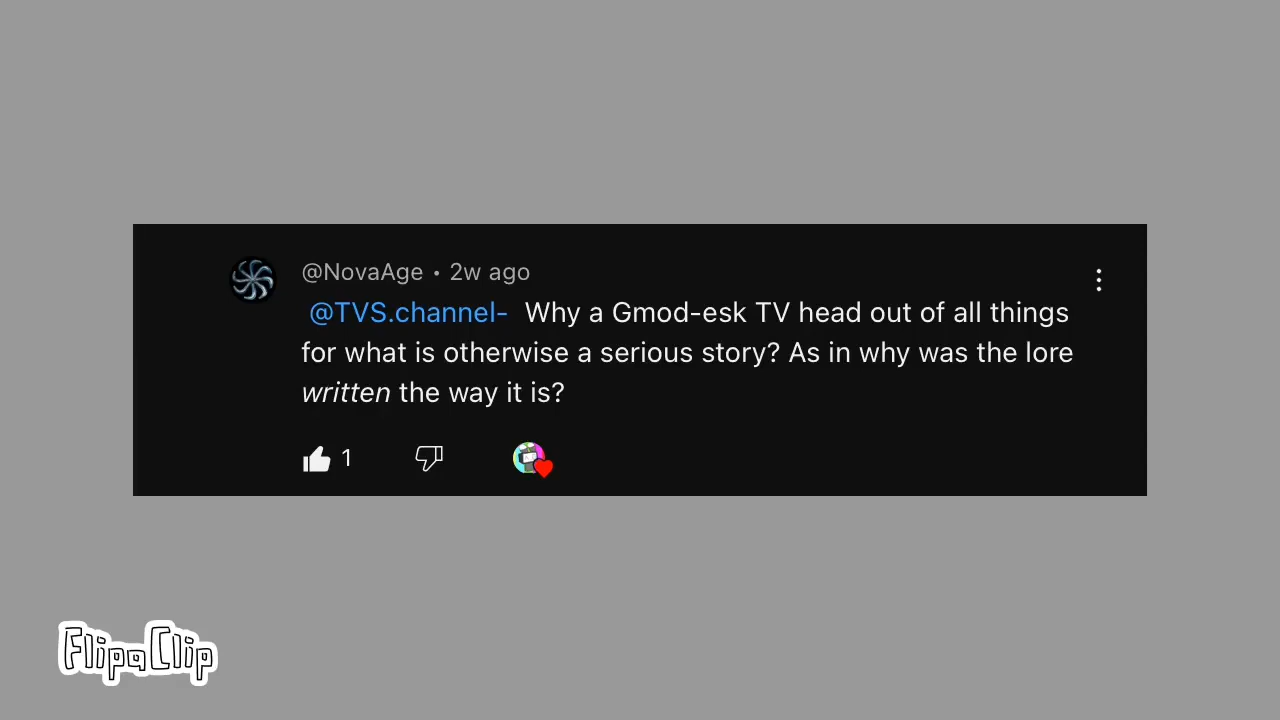 @NovaAge • 2w ago
@TVS.channel- Why a Gmod-esk TV head out of all things
for what is otherwise a serious story? As in why was the lore
written the way it is?
1
FlipaClip